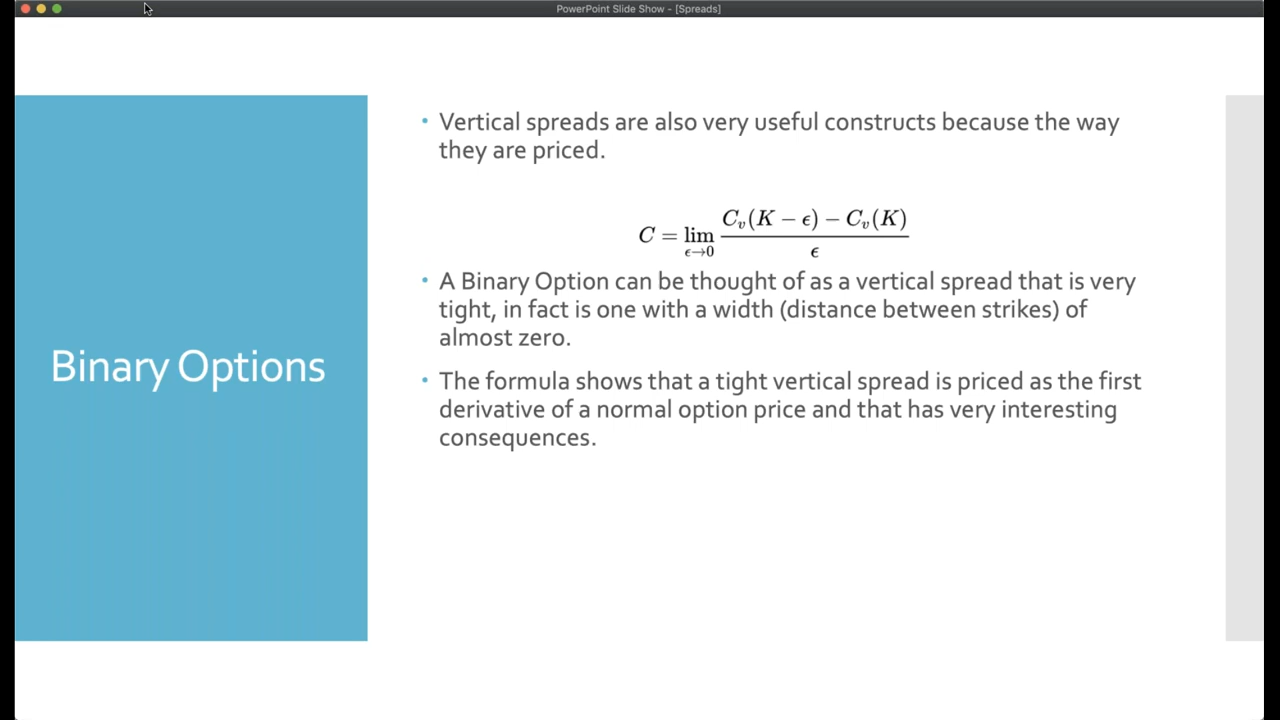 PowerPoint Slide Show - [Spreads]
Binary Options
• Vertical spreads are also very useful constructs because the way
they are priced.
C = lim ϵ→0 (C_v(K − ϵ) − C_v(K)) / ϵ
• A Binary Option can be thought of as a vertical spread that is very
tight, in fact is one with a width (distance between strikes) of
almost zero.
• The formula shows that a tight vertical spread is priced as the first
derivative of a normal option price and that has very interesting
consequences.